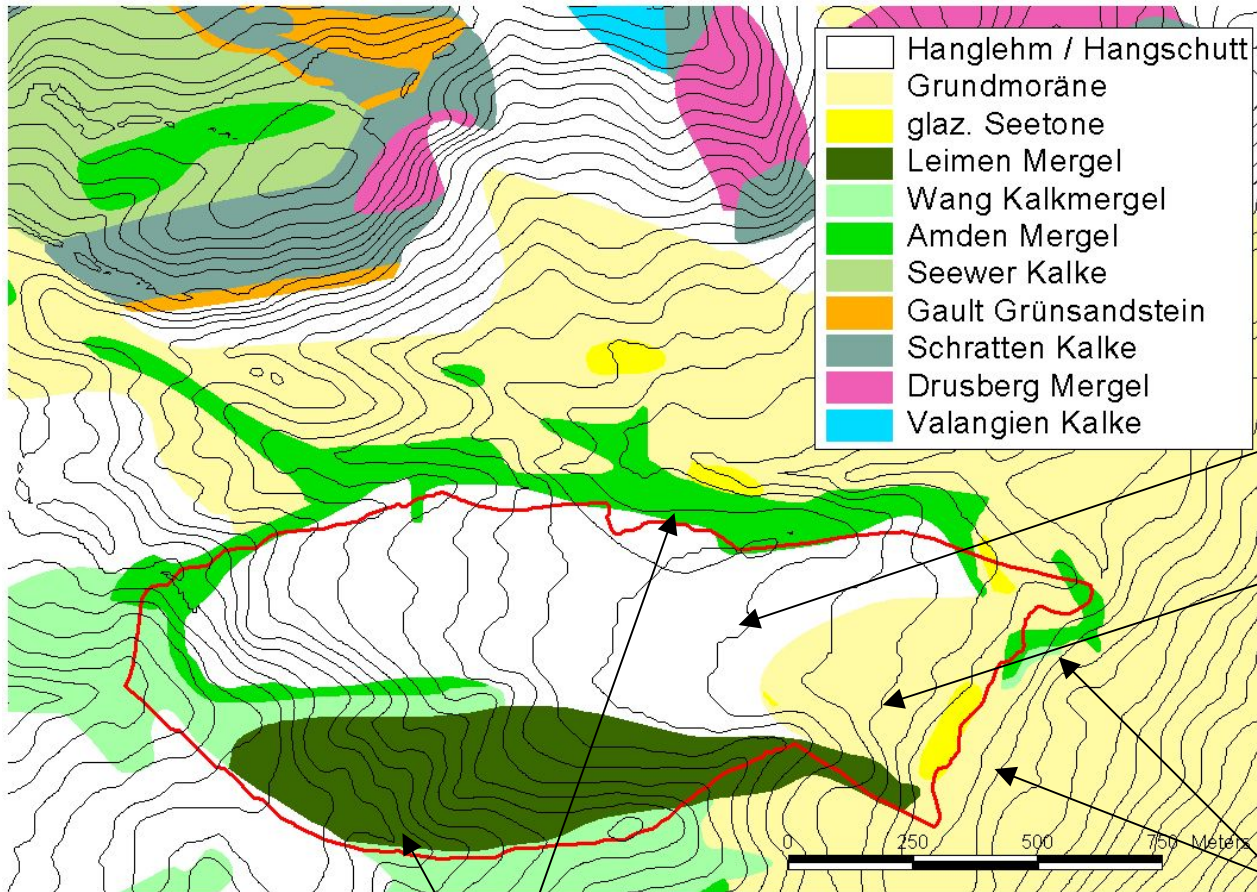 Hanglehm / Hangschutt
Grundmoräne
glaz. Seetone
Leimen Mergel
Wang Kalkmergel
Amden Mergel
Seewer Kalke
Gault Grünsandstein
Schratten Kalke
Drusberg Mergel
Valangien Kalke
0 250 500 750 Meters